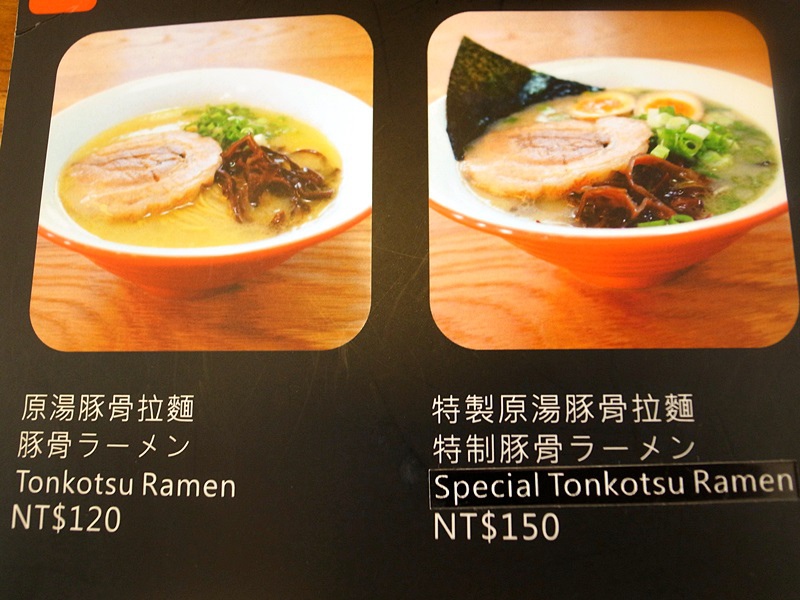 原湯豚骨拉麵
豚骨ラーメン
Tonkotsu Ramen
NT$120
特製原湯豚骨拉麵
特制豚骨ラーメン
Special Tonkotsu Ramen
NT$150